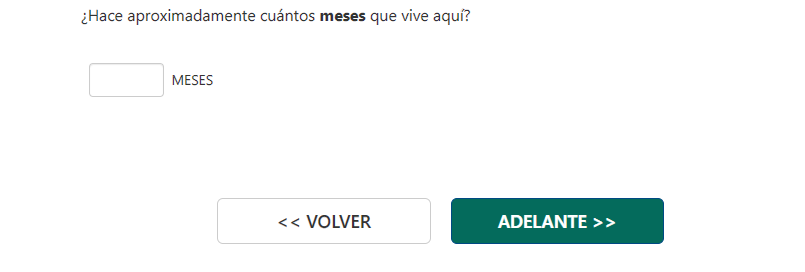 ¿Hace aproximadamente cuántos meses que vive aquí?
MESES
<< VOLVER
ADELANTE >>